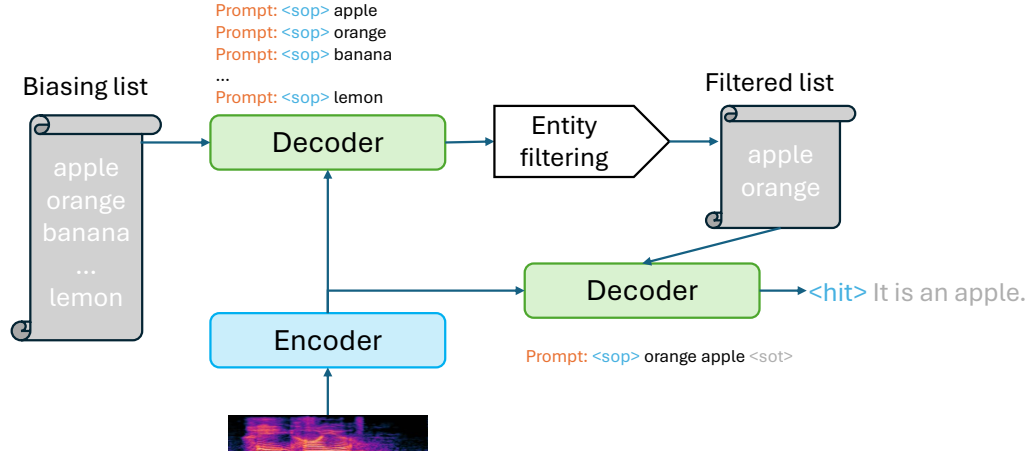 Prompt: <sop> apple
Prompt: <sop> orange
Prompt: <sop> banana
...
Prompt: <sop> lemon
Biasing list
apple
orange
banana
...
lemon
Decoder
Entity
filtering
Filtered list
apple
orange
Decoder
<hit> It is an apple.
Encoder
Prompt: <sop> orange apple <sot>